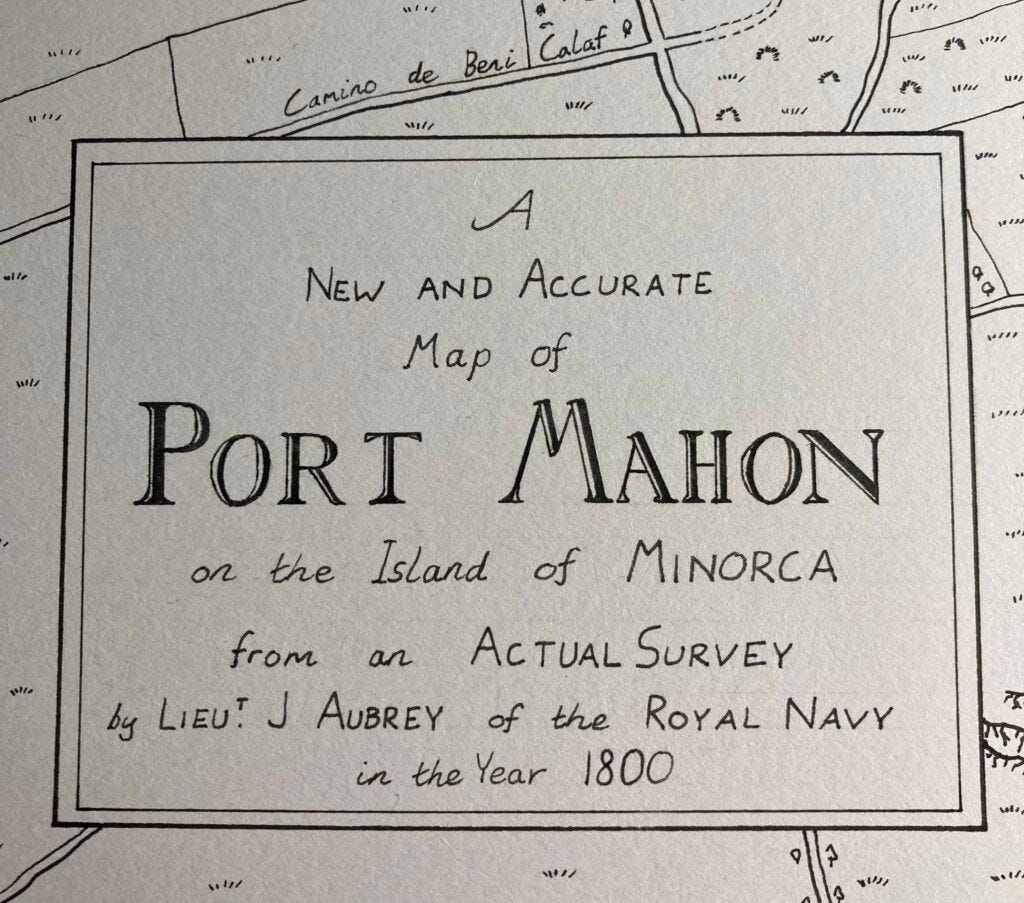 Camino de Beni Calaf
A
NEW AND ACCURATE
Map of
PORT MAHON
on the Island of MINORCA
from an ACTUAL SURVEY
by LIEUT. J AUBREY of the ROYAL NAVY
in the Year 1800